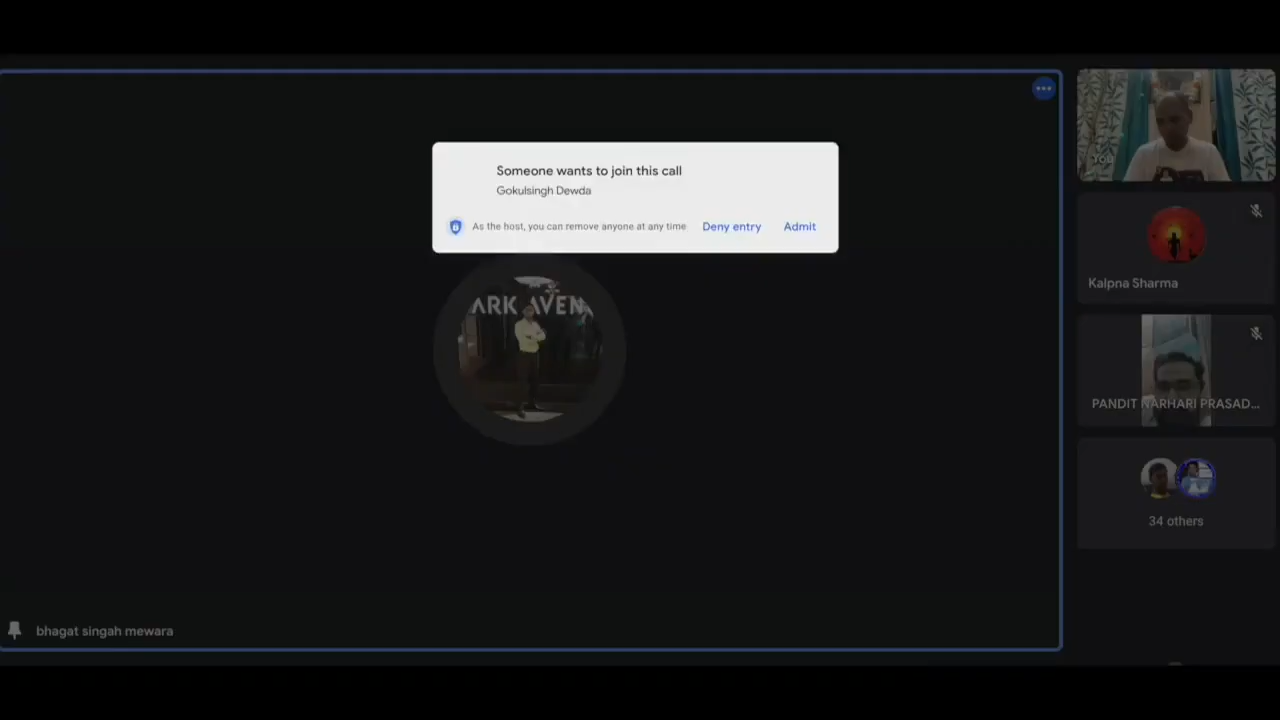 Someone wants to join this call
Gokulsingh Dewda
As the host, you can remove anyone at any time
Deny entry
Admit
ARK AVEN
You
Kalpna Sharma
PANDIT NARHARI PRASAD...
34 others
bhagat singah mewara